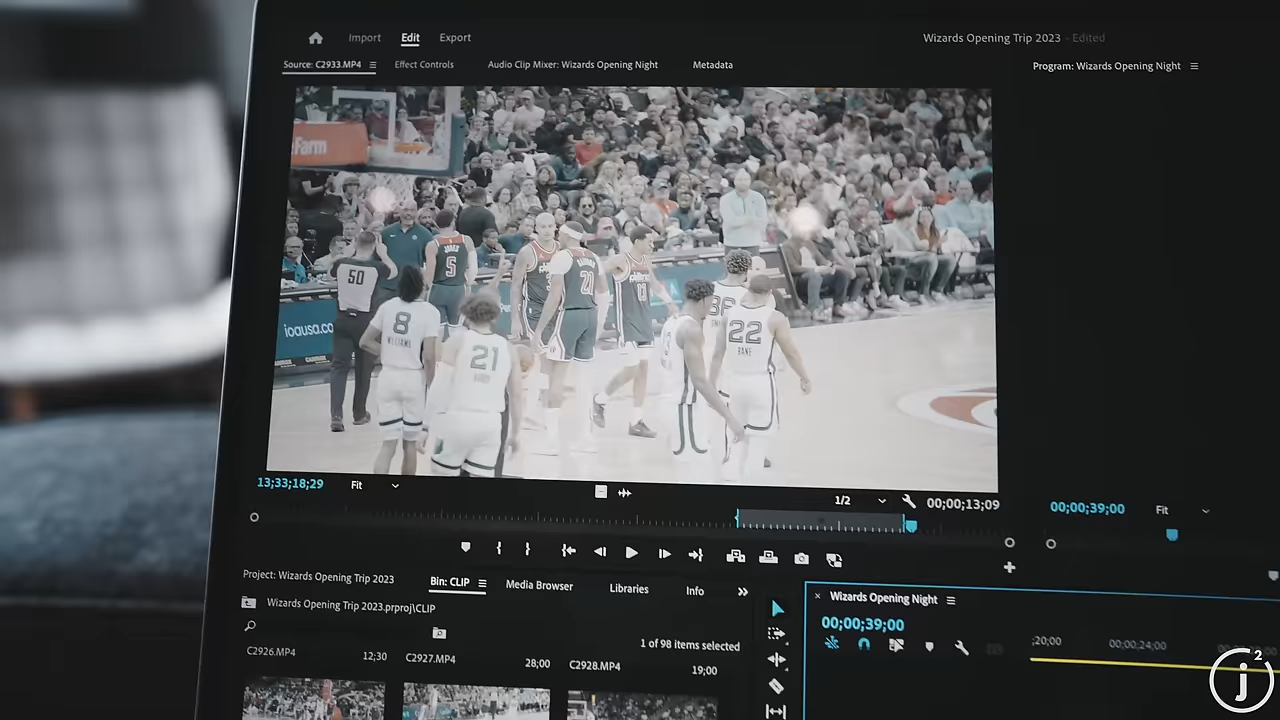 Import Edit Export
Wizards Opening Trip 2023 - Edited
Source: C2933.MP4
Effect Controls
Audio Clip Mixer: Wizards Opening Night
Metadata
Program: Wizards Opening Night
Farm
50
JONES
5
21
8
WILLIAMS
21
22
BANE
ioausa.co
13;33;18;29
Fit
1/2
00;00;13;09
00;00;39;00
Fit
Project: Wizards Opening Trip 2023
Bin: CLIP
Media Browser
Libraries
Info
Wizards Opening Trip 2023.prproj\CLIP
1 of 98 items selected
C2926.MP4
12;30
C2927.MP4
28;00
C2928.MP4
19;00
× Wizards Opening Night
00;00;39;00
;20;00
00;00;24;00
j2